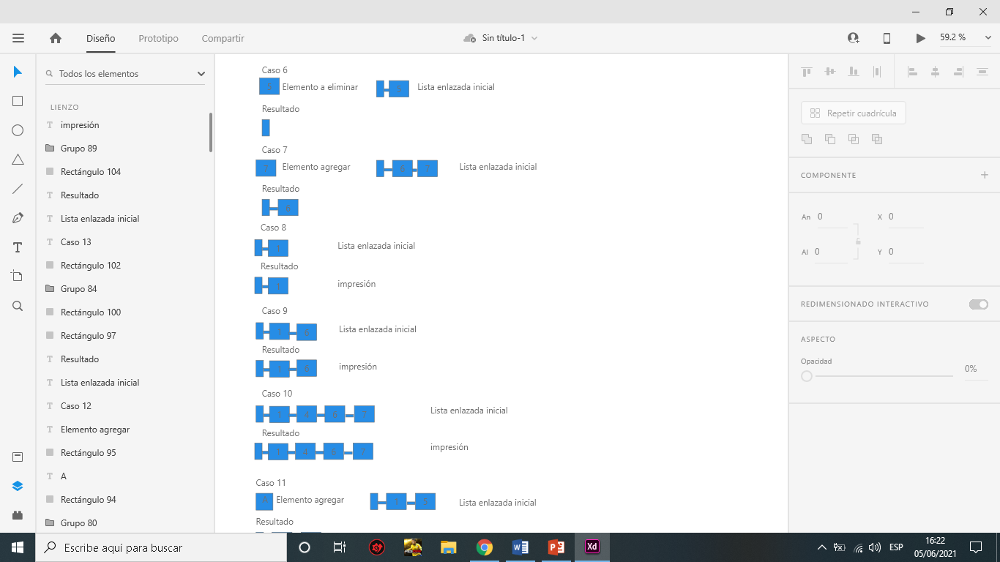 Diseño
Prototipo
Compartir
Sin título-1
59.2 %
Todos los elementos
LIENZO
impresión
Grupo 89
Rectángulo 104
Resultado
Lista enlazada inicial
Caso 13
Rectángulo 102
Grupo 84
Rectángulo 100
Rectángulo 97
Resultado
Lista enlazada inicial
Caso 12
Elemento agregar
Rectángulo 95
A
Rectángulo 94
Grupo 80
Caso 6
5 Elemento a eliminar 5 Lista enlazada inicial
Resultado
Caso 7
7 Elemento agregar 6 7 Lista enlazada inicial
Resultado
6
Caso 8
1 Lista enlazada inicial
Resultado
1 impresión
Caso 9
1 6 Lista enlazada inicial
Resultado
1 6 impresión
Caso 10
1 4 6 7 Lista enlazada inicial
Resultado
1 4 6 7 impresión
Caso 11
4 Elemento agregar 1 5 Lista enlazada inicial
Resultado
Repetir cuadrícula
COMPONENTE
An 0 X 0
Al 0 Y 0
REDIMENSIONADO INTERACTIVO
ASPECTO
Opacidad
0%
Escribe aquí para buscar
Xd
ESP
16:22
05/06/2021